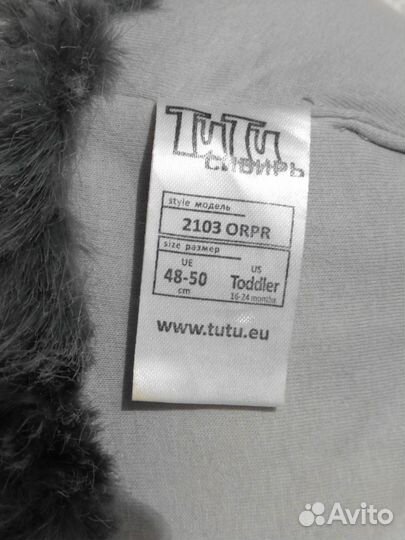 TuTu
СИБИРЬ
style модель
2103 ORPR
size размер
UE US
48-50 Toddler
cm 16-24 months
www.tutu.eu
Avito